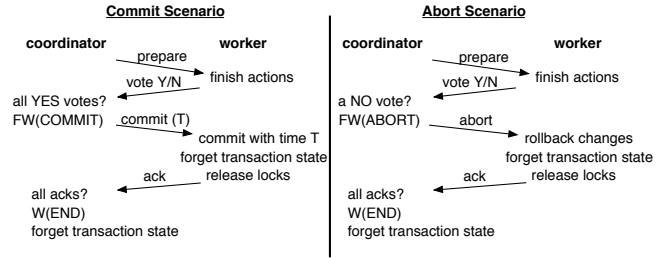 Commit Scenario
coordinator
worker
prepare
finish actions
vote Y/N
all YES votes?
FW(COMMIT)
commit (T)
commit with time T
forget transaction state
release locks
ack
all acks?
W(END)
forget transaction state
Abort Scenario
coordinator
worker
prepare
finish actions
vote Y/N
a NO vote?
FW(ABORT)
abort
rollback changes
forget transaction state
release locks
ack
all acks?
W(END)
forget transaction state